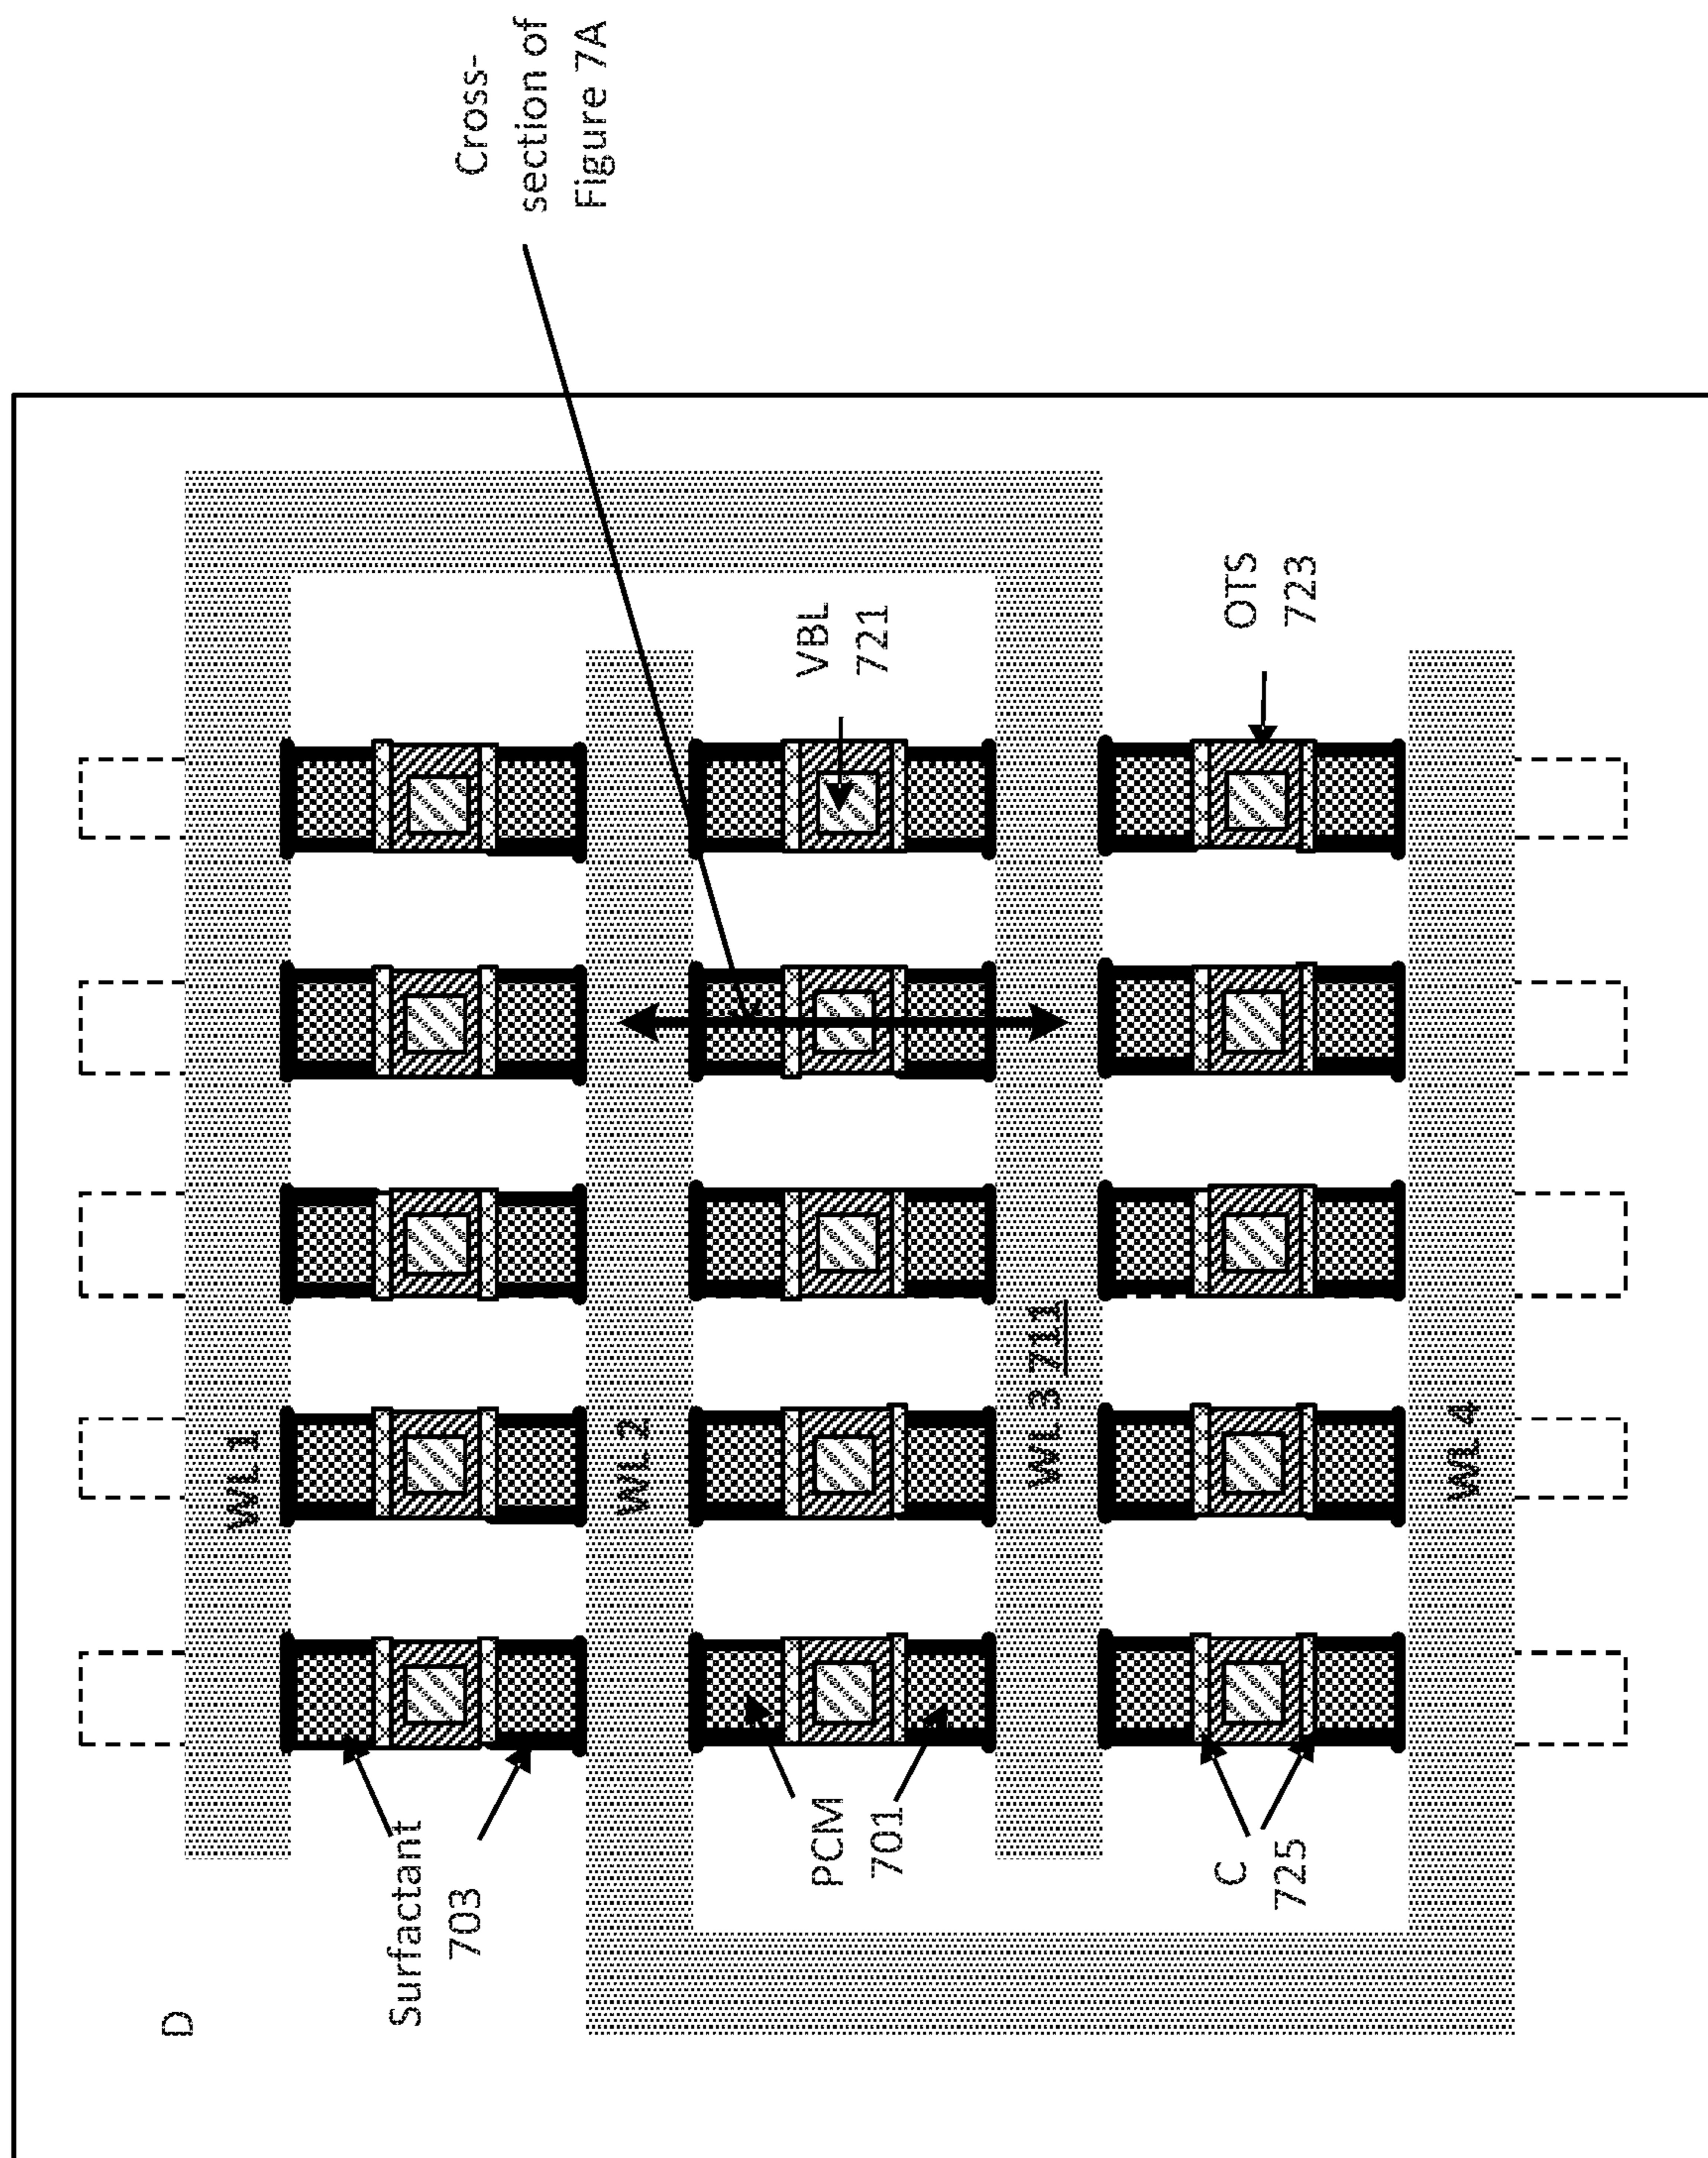 Cross-
section of
Figure 7A
D
WL 1
Surfactant
703
WL 2
VBL
721
PCM
701
WL 3 711
OTS
723
C
725
WL 4